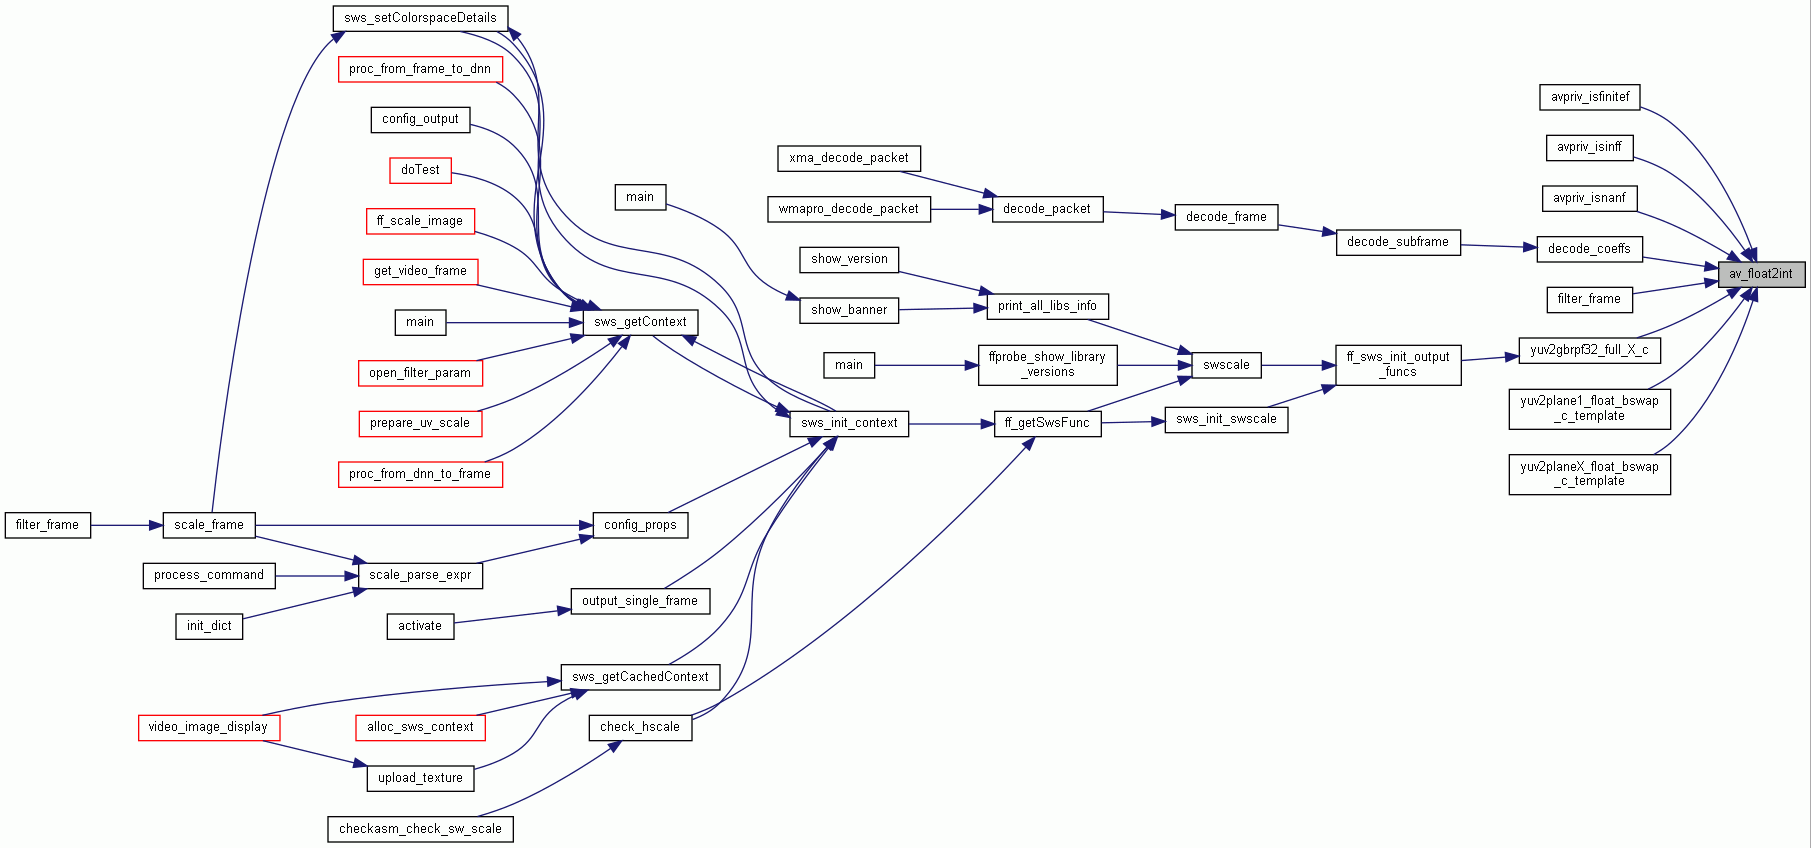 sws_setColorspaceDetails
proc_from_frame_to_dnn
config_output
doTest
ff_scale_image
get_video_frame
main
open_filter_param
prepare_uv_scale
proc_from_dnn_to_frame
filter_frame
scale_frame
process_command
scale_parse_expr
init_dict
activate
video_image_display
alloc_sws_context
upload_texture
checkasm_check_sw_scale
main
sws_getContext
config_props
output_single_frame
sws_getCachedContext
check_hscale
xma_decode_packet
wmapro_decode_packet
show_version
show_banner
main
sws_init_context
decode_packet
print_all_libs_info
ffprobe_show_library
_versions
ff_getSwsFunc
decode_frame
swscale
sws_init_swscale
decode_subframe
ff_sws_init_output
_funcs
avpriv_isfinitef
avpriv_isinff
avpriv_isnanf
decode_coeffs
filter_frame
yuv2gbrpf32_full_X_c
yuv2plane1_float_bswap
_c_template
yuv2planeX_float_bswap
_c_template
av_float2int